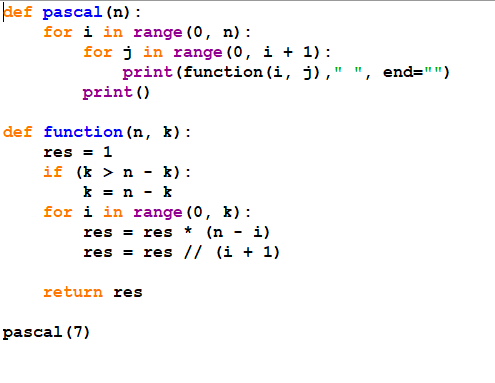 def pascal(n):
    for i in range(0, n):
        for j in range(0, i + 1):
            print(function(i, j)," ", end="")
        print()

def function(n, k):
    res = 1
    if (k > n - k):
        k = n - k
    for i in range(0, k):
        res = res * (n - i)
        res = res // (i + 1)

    return res

pascal(7)